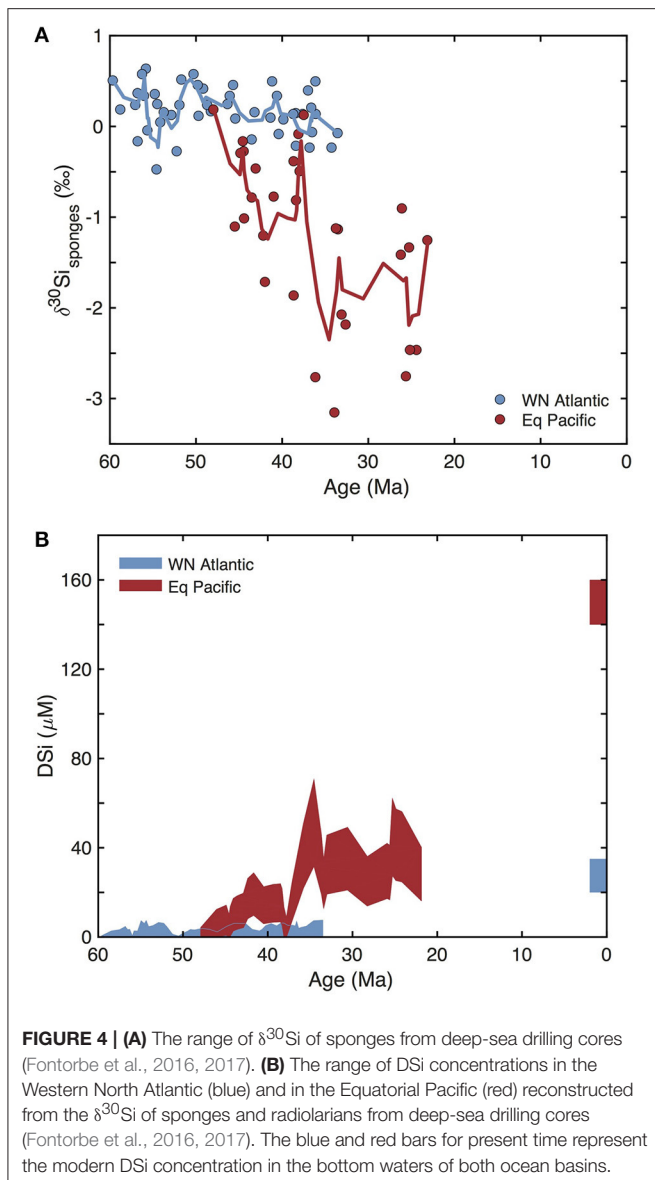 A
1
0
-1
-2
-3
δ³⁰Si sponges (‰)
WN Atlantic
Eq Pacific
60 50 40 30 20 10 0
Age (Ma)
B
WN Atlantic
Eq Pacific
160
120
80
40
0
DSi (μM)
60 50 40 30 20 10 0
Age (Ma)
FIGURE 4 | (A) The range of δ³⁰Si of sponges from deep-sea drilling cores
(Fontorbe et al., 2016, 2017). (B) The range of DSi concentrations in the
Western North Atlantic (blue) and in the Equatorial Pacific (red) reconstructed
from the δ³⁰Si of sponges and radiolarians from deep-sea drilling cores
(Fontorbe et al., 2016, 2017). The blue and red bars for present time represent
the modern DSi concentration in the bottom waters of both ocean basins.